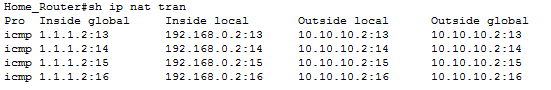 Home_Router#sh ip nat tran
Pro  Inside global     Inside local       Outside local      Outside global
icmp 1.1.1.2:13        192.168.0.2:13     10.10.10.2:13      10.10.10.2:13
icmp 1.1.1.2:14        192.168.0.2:14     10.10.10.2:14      10.10.10.2:14
icmp 1.1.1.2:15        192.168.0.2:15     10.10.10.2:15      10.10.10.2:15
icmp 1.1.1.2:16        192.168.0.2:16     10.10.10.2:16      10.10.10.2:16